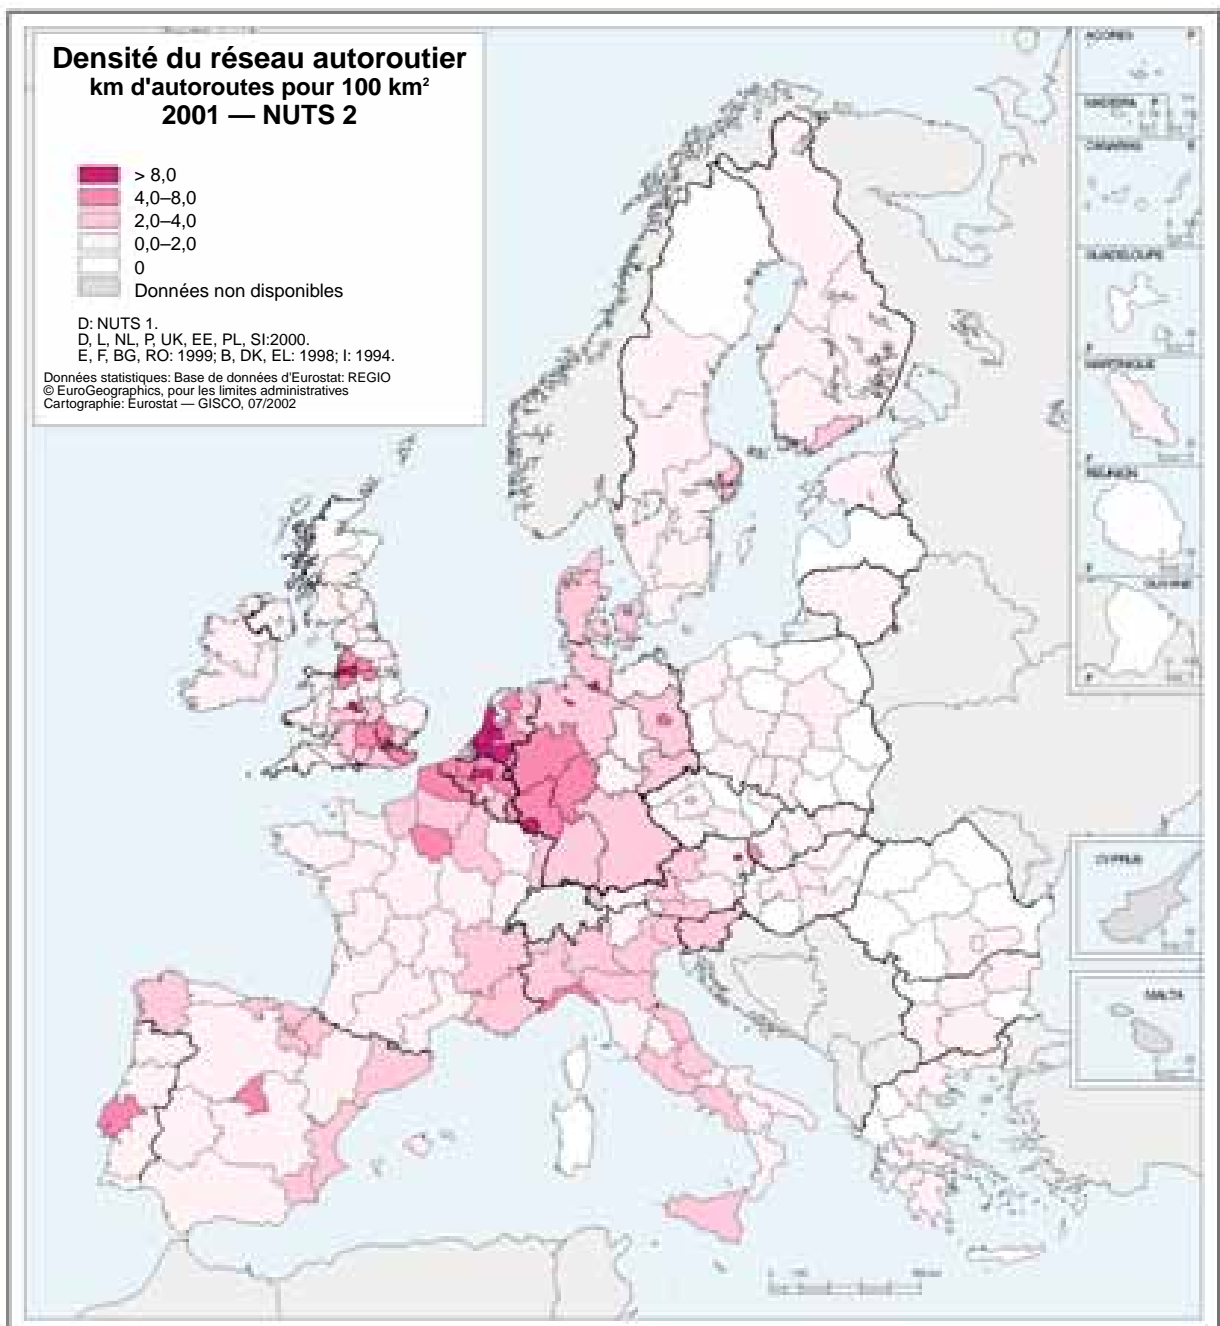 Densité du réseau autoroutier
km d'autoroutes pour 100 km²
2001 — NUTS 2
> 8,0
4,0–8,0
2,0–4,0
0,0–2,0
0
Données non disponibles
D: NUTS 1.
D, L, NL, P, UK, EE, PL, SI:2000.
E, F, BG, RO: 1999; B, DK, EL: 1998; I: 1994.
Données statistiques: Base de données d'Eurostat: REGIO
© EuroGeographics, pour les limites administratives
Cartographie: Eurostat — GISCO, 07/2002
AÇORES P
MADEIRA P
CANARIAS E
GUADELOUPE
F
MARTINIQUE
F
REUNION
F
GUYANE
F
CYPRUS
MALTA